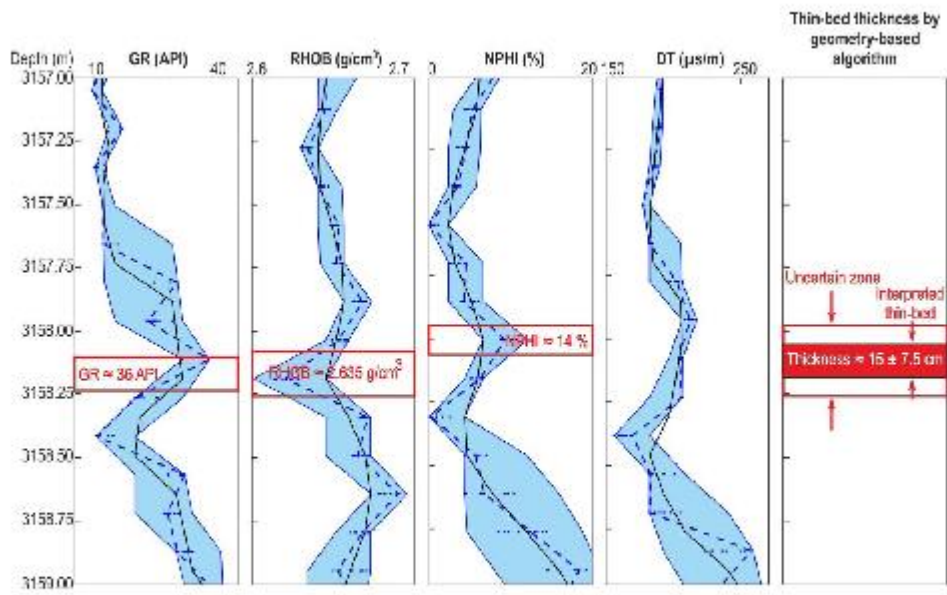 Thin-bed thickness by
geometry-based
algorithm
Depth (m) GR (API) RHOB (g/cm³) NPHI (%) DT (µs/m)
10 40 2.6 2.7 0 20 150 250
3157.00
3157.25
3157.50
3157.75
Uncertain zone
Interpreted
thin-bed
3158.00
NPHI ≈ 14 %
GR ≈ 36 API
RHOB ≈ 2.635 g/cm³
Thickness ≈ 15 ± 7.5 cm
3158.25
3158.50
3158.75
3159.00